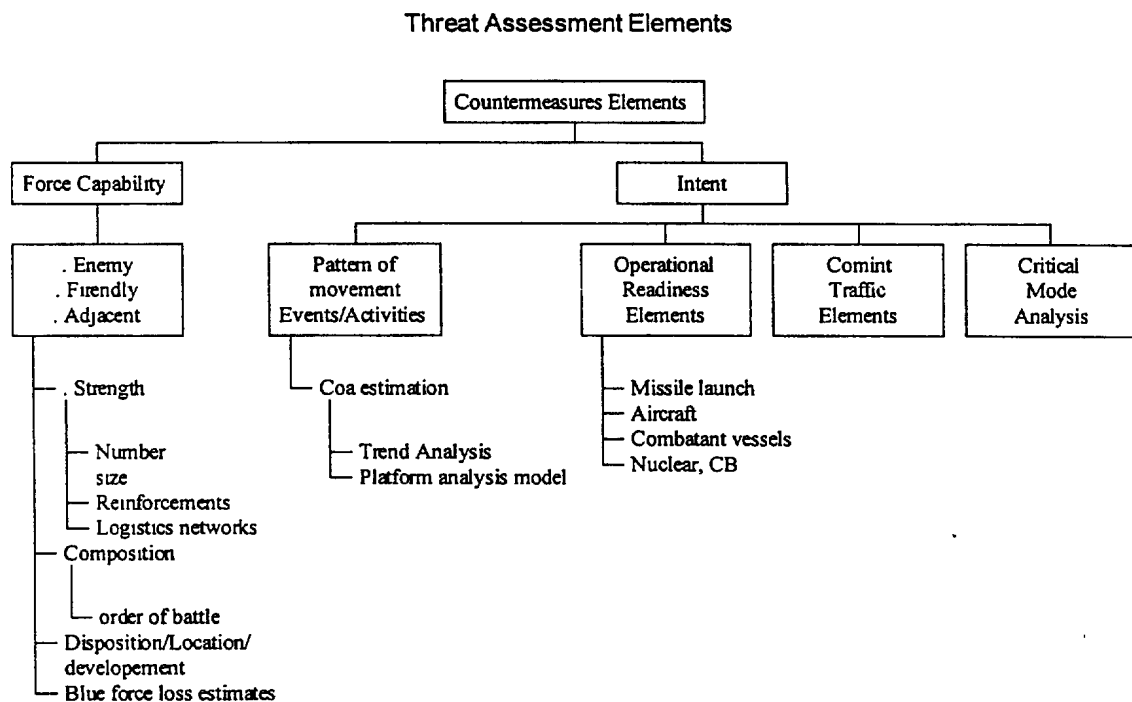 Threat Assessment Elements
Countermeasures Elements
Force Capability
Intent
. Enemy
. Firendly
. Adjacent
Pattern of
movement
Events/Activities
Operational
Readiness
Elements
Comint
Traffic
Elements
Critical
Mode
Analysis
. Strength
Number
size
Reinforcements
Logistics networks
Composition
order of battle
Disposition/Location/
developement
Blue force loss estimates
Coa estimation
Trend Analysis
Platform analysis model
Missile launch
Aircraft
Combatant vessels
Nuclear, CB